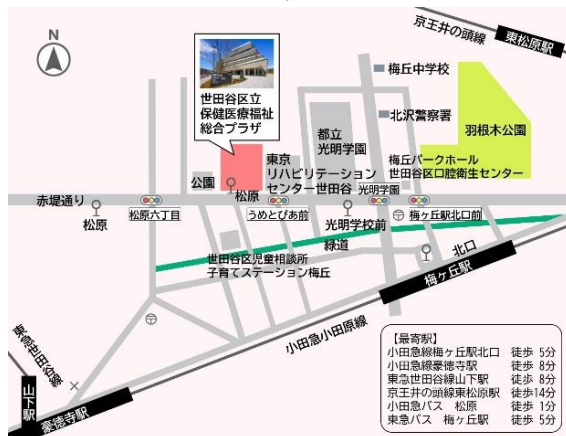 N
京王井の頭線
東松原駅
世田谷区立
保健医療福祉
総合プラザ
梅丘中学校
北沢警察署
都立
光明学園
羽根木公園
公園
松原
東京
リハビリテーション
センター世田谷
光明学園
梅丘パークホール
世田谷区口腔衛生センター
赤堤通り
松原
松原六丁目
うめとぴあ前
光明学校前
梅ヶ丘駅北口前
緑道
世田谷区児童相談所
子育てステーション梅丘
北口
梅ヶ丘駅
小田急小田原線
東急世田谷線
山下駅
豪徳寺駅
【最寄駅】
小田急線梅ヶ丘駅北口 徒歩 5分
小田急線豪徳寺駅 徒歩 8分
東急世田谷線山下駅 徒歩 8分
京王井の頭線東松原駅 徒歩14分
小田急バス 松原 徒歩 1分
東急バス 梅ヶ丘駅 徒歩 5分